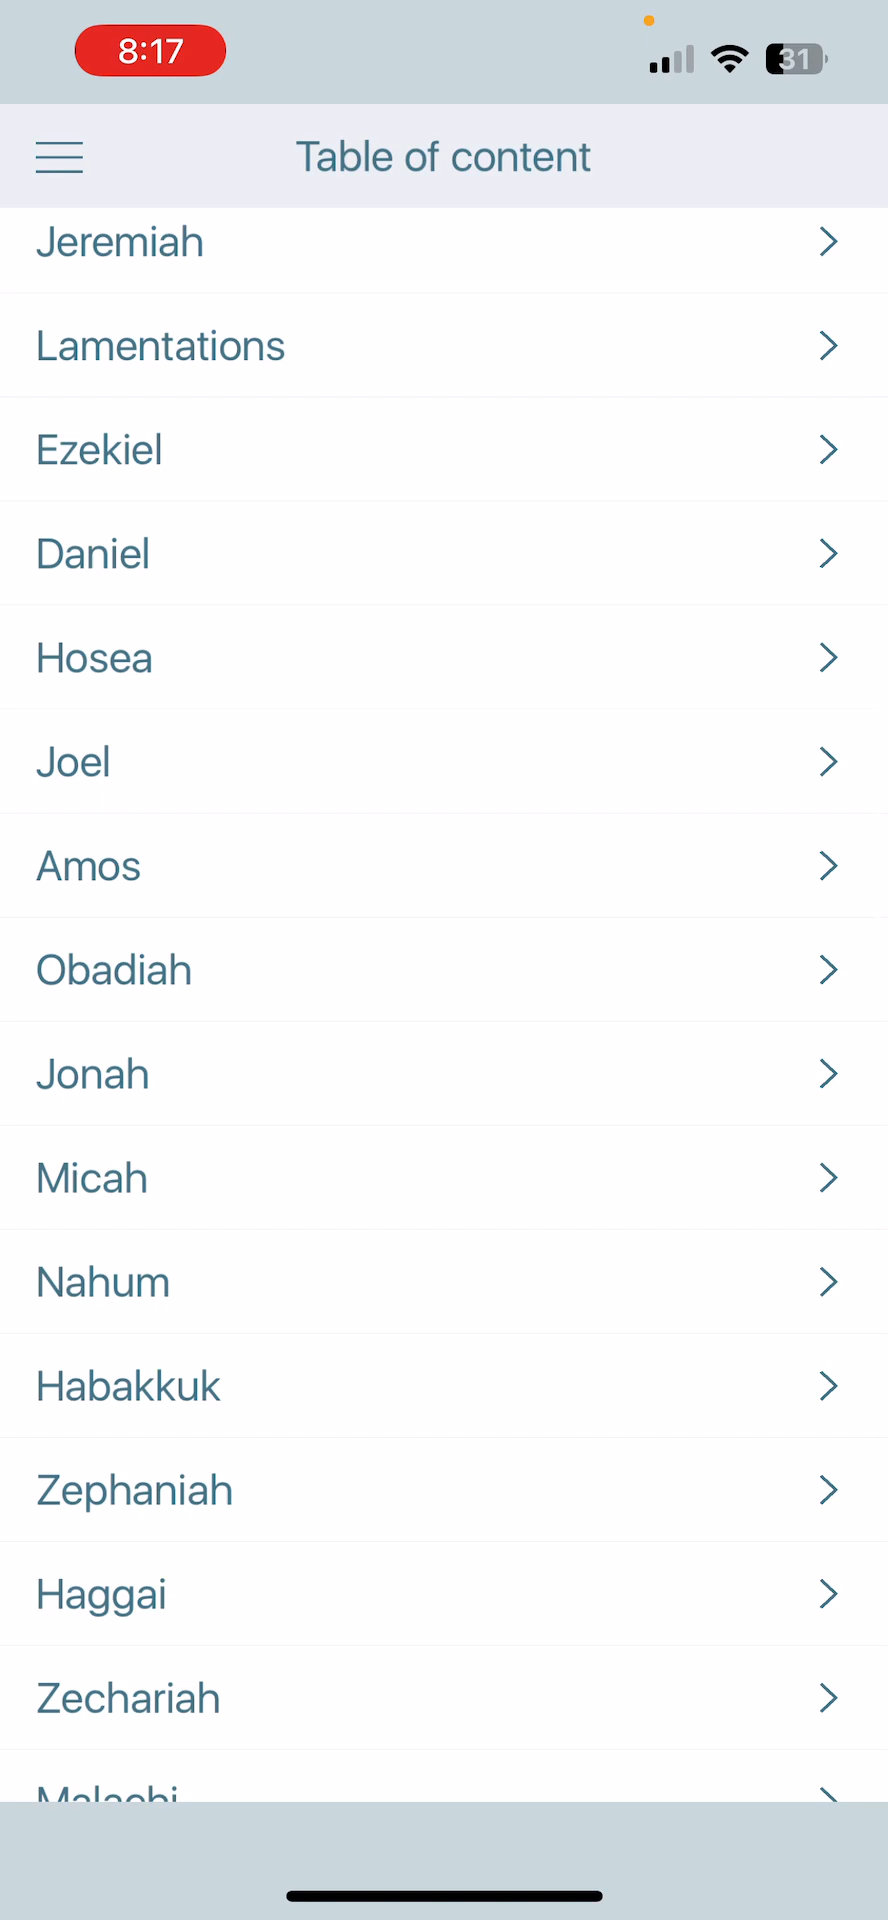 8:17
31
Table of content
Jeremiah
Lamentations
Ezekiel
Daniel
Hosea
Joel
Amos
Obadiah
Jonah
Micah
Nahum
Habakkuk
Zephaniah
Haggai
Zechariah
Malachi